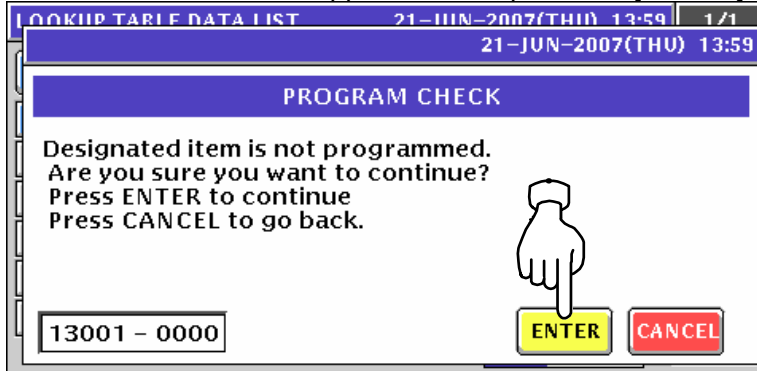 LOOKUP TABLE DATA LIST 21-JUN-2007(THU) 13:59 1/1
21-JUN-2007(THU) 13:59
PROGRAM CHECK
Designated item is not programmed.
Are you sure you want to continue?
Press ENTER to continue
Press CANCEL to go back.
13001 - 0000
ENTER CANCEL